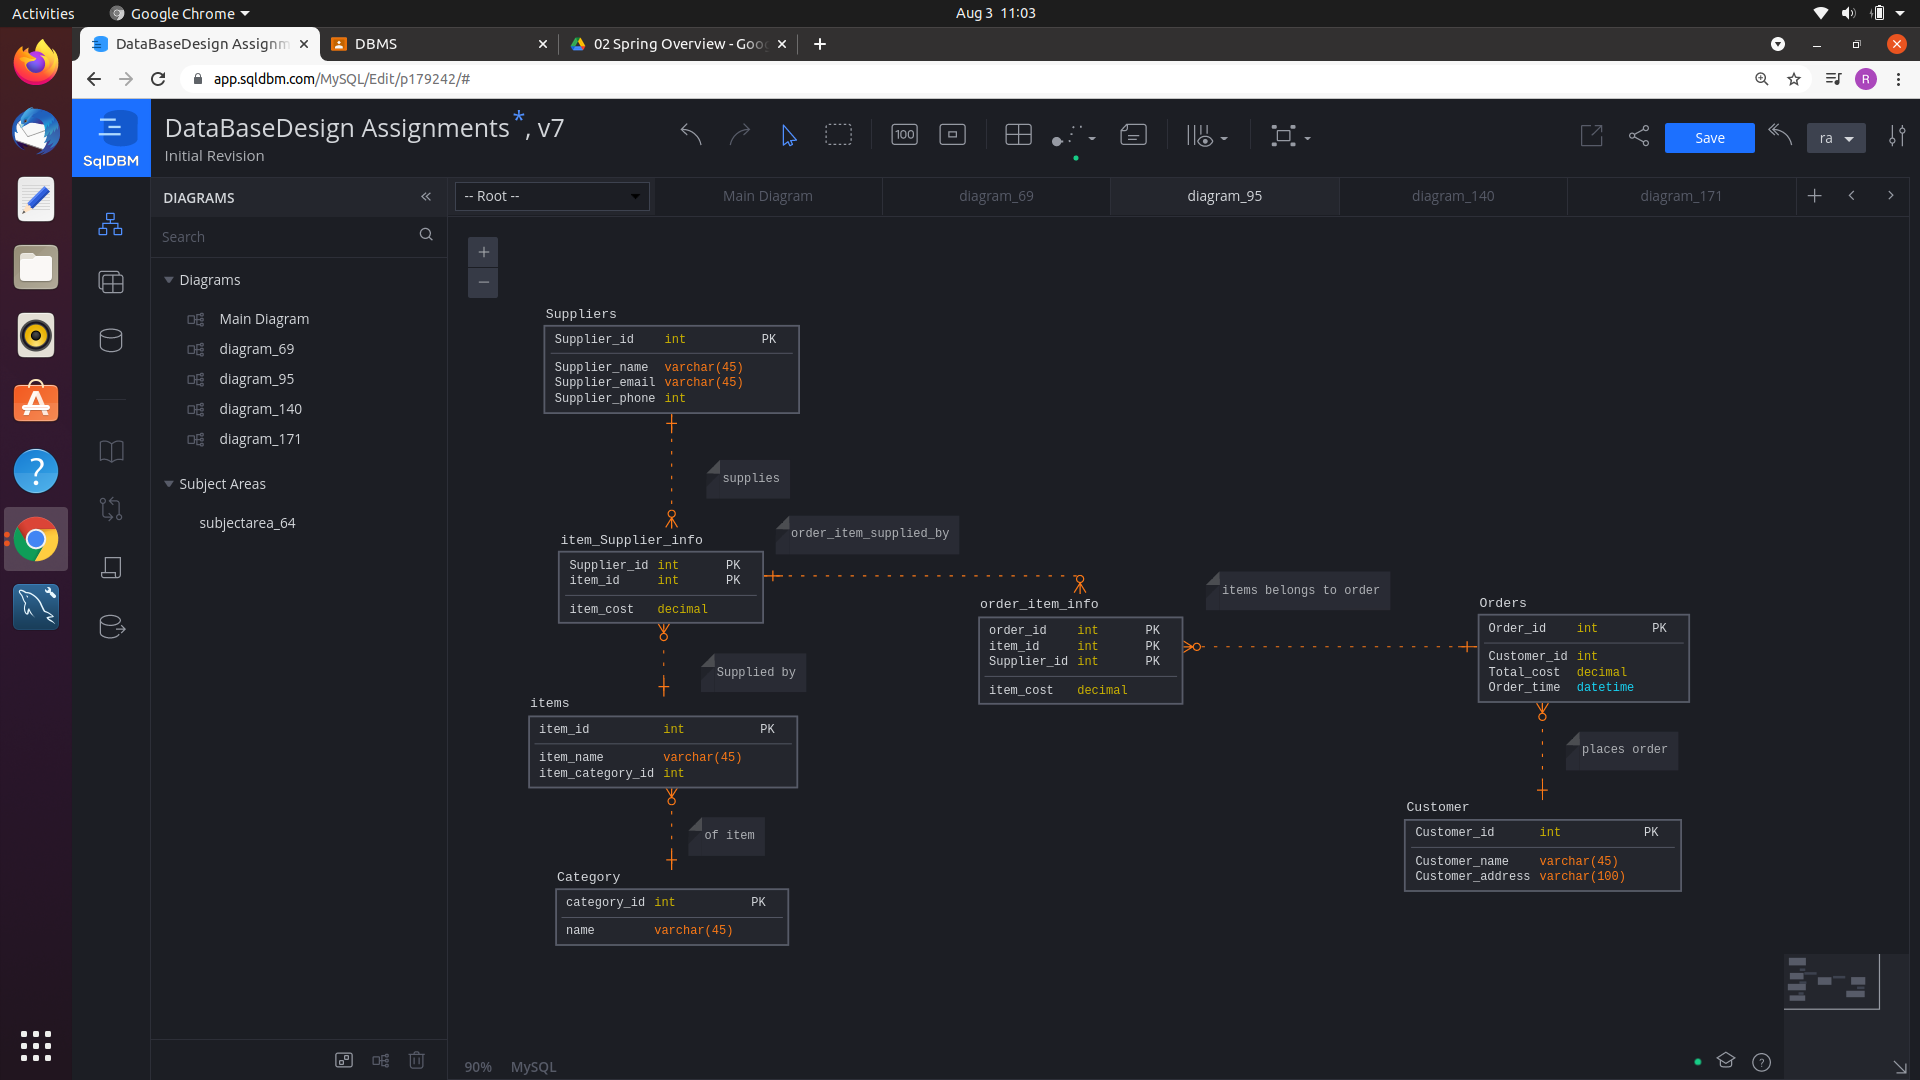 Activities
Google Chrome
Aug 3 11:03
DataBaseDesign Assignm
DBMS
02 Spring Overview - Goo
app.sqldbm.com/MySQL/Edit/p179242/#
R
SqlDBM
DataBaseDesign Assignments*, v7
Initial Revision
100
Save
ra
DIAGRAMS
-- Root --
Main Diagram
diagram_69
diagram_95
diagram_140
diagram_171
Search
Diagrams
Main Diagram
diagram_69
diagram_95
diagram_140
diagram_171
Subject Areas
subjectarea_64
Suppliers
Supplier_id int PK
Supplier_name varchar(45)
Supplier_email varchar(45)
Supplier_phone int
supplies
item_Supplier_info
Supplier_id int PK
item_id int PK
item_cost decimal
order_item_supplied_by
order_item_info
order_id int PK
item_id int PK
Supplier_id int PK
item_cost decimal
items belongs to order
Orders
Order_id int PK
Customer_id int
Total_cost decimal
Order_time datetime
Supplied by
items
item_id int PK
item_name varchar(45)
item_category_id int
places order
of item
Customer
Customer_id int PK
Customer_name varchar(45)
Customer_address varchar(100)
Category
category_id int PK
name varchar(45)
90% MySQL